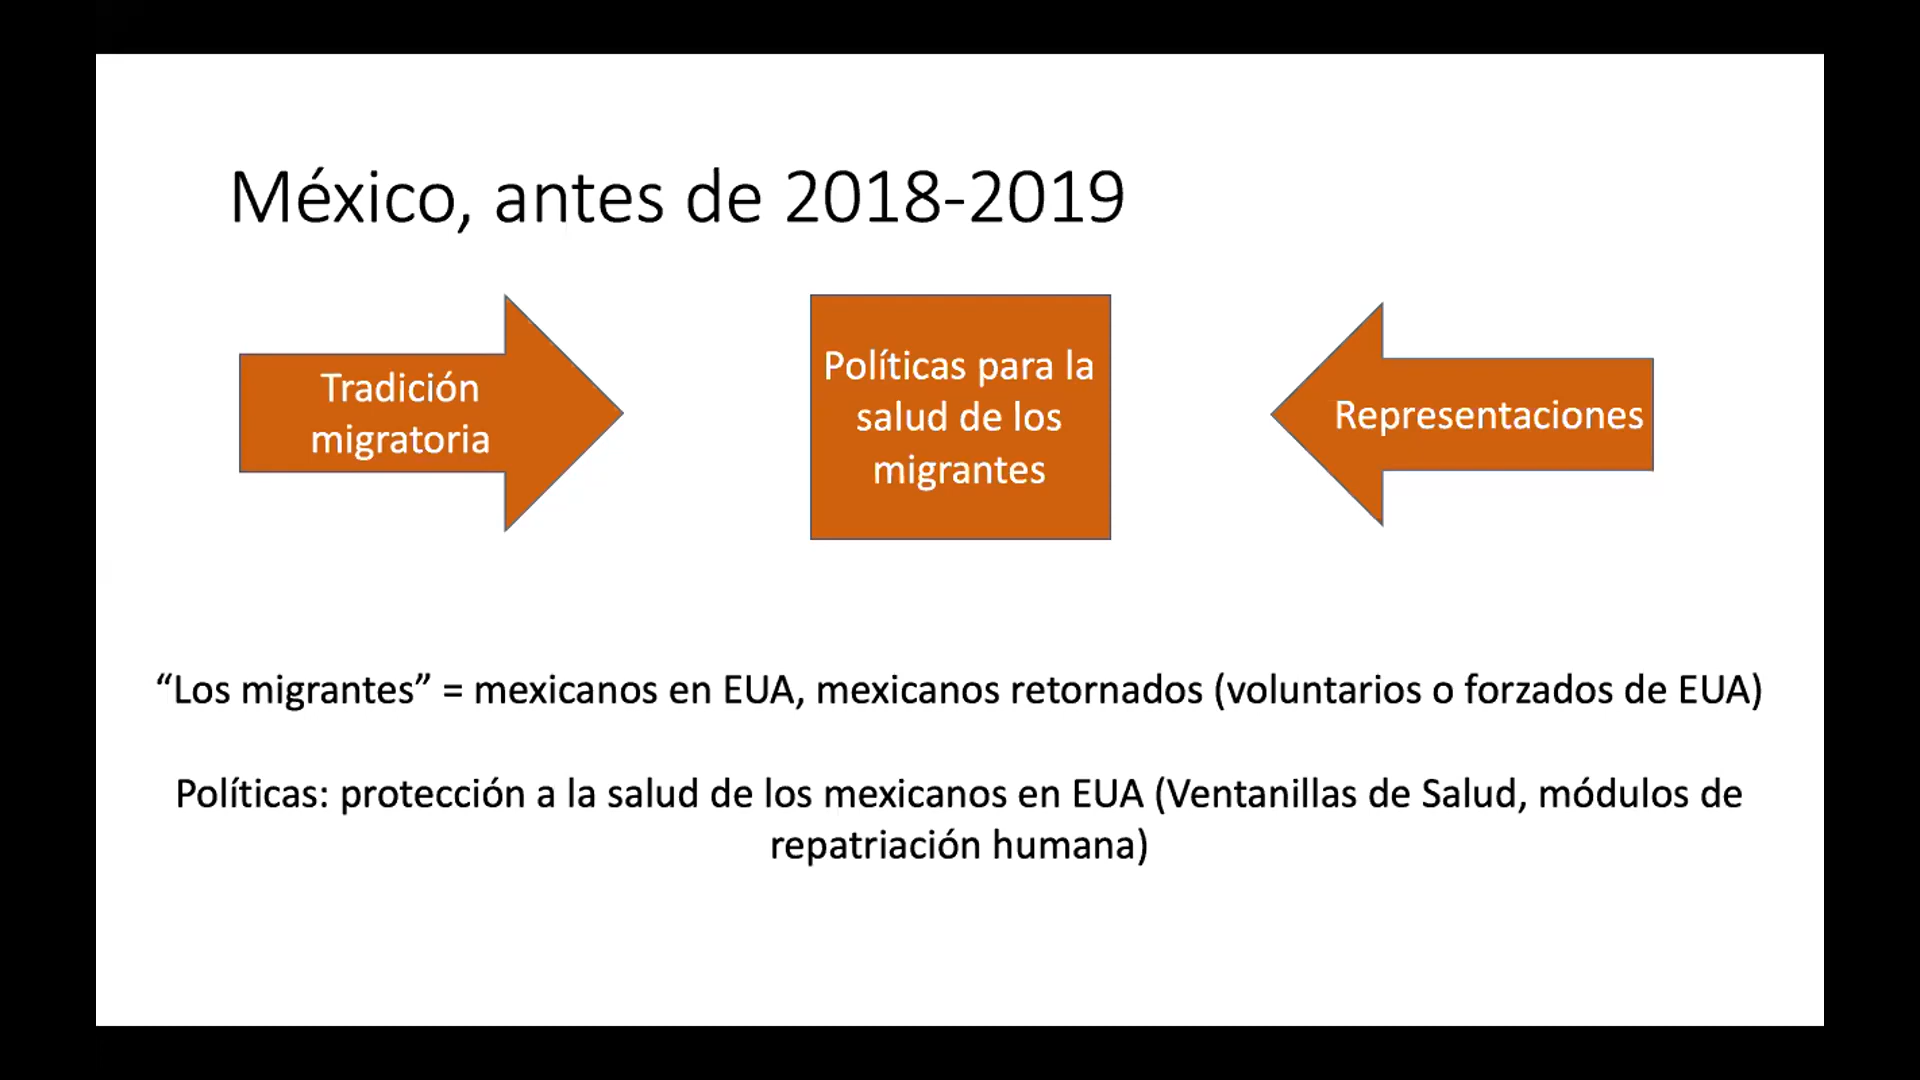 México, antes de 2018-2019
Tradición
migratoria
Políticas para la
salud de los
migrantes
Representaciones
“Los migrantes” = mexicanos en EUA, mexicanos retornados (voluntarios o forzados de EUA)
Políticas: protección a la salud de los mexicanos en EUA (Ventanillas de Salud, módulos de
repatriación humana)